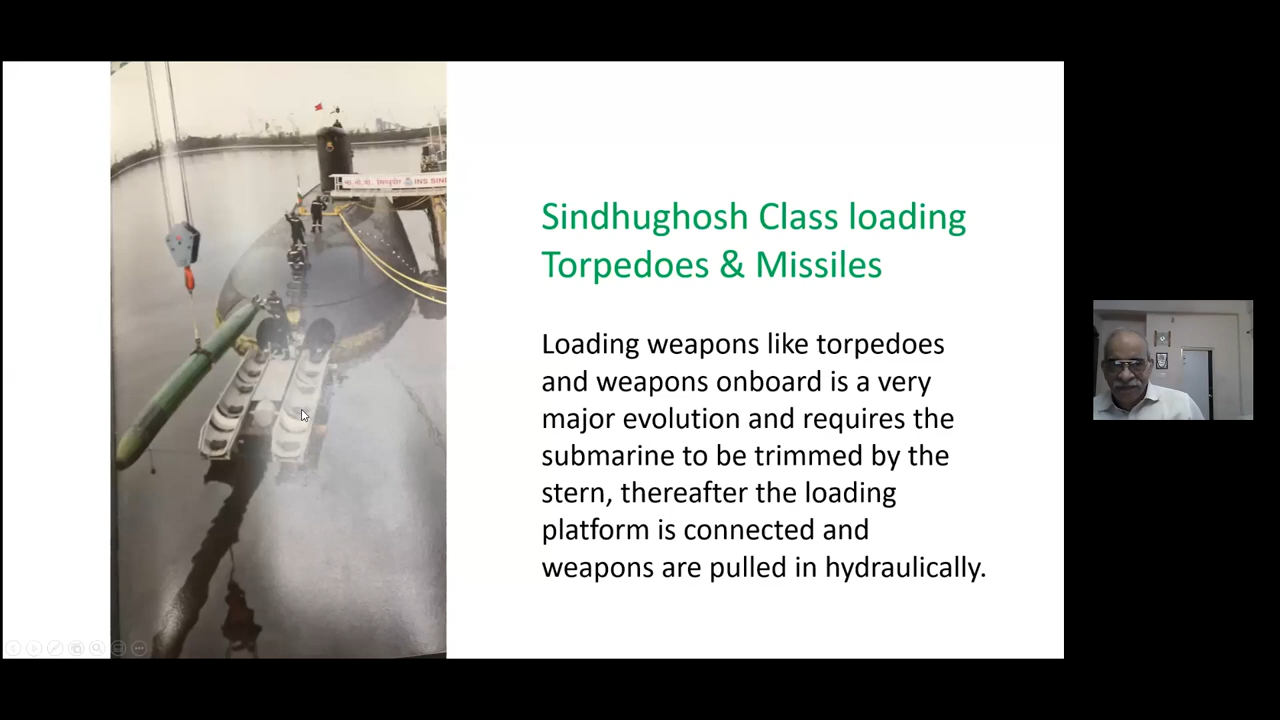 INS SIN
Sindhughosh Class loading
Torpedoes & Missiles
Loading weapons like torpedoes
and weapons onboard is a very
major evolution and requires the
submarine to be trimmed by the
stern, thereafter the loading
platform is connected and
weapons are pulled in hydraulically.